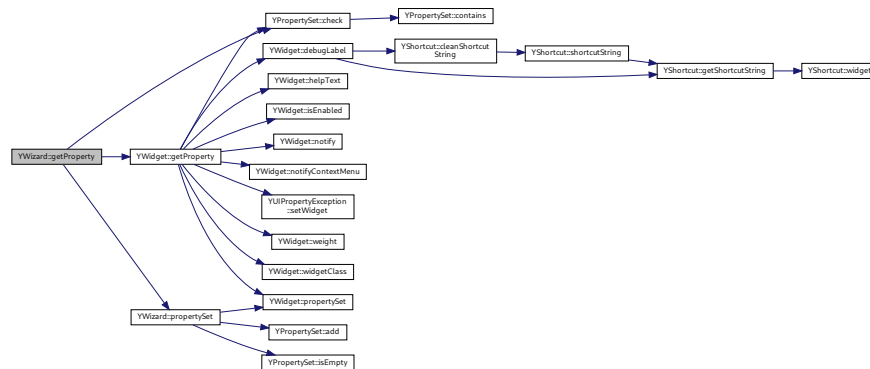 YPropertySet::check
YPropertySet::contains
YWidget::debugLabel
YShortcut::cleanShortcut
String
YShortcut::shortcutString
YShortcut::getShortcutString
YShortcut::widget
YWidget::helpText
YWidget::isEnabled
YWidget::notify
YWizard::getProperty
YWidget::getProperty
YWidget::notifyContextMenu
YUIPropertyException
::setWidget
YWidget::weight
YWidget::widgetClass
YWidget::propertySet
YWizard::propertySet
YPropertySet::add
YPropertySet::isEmpty